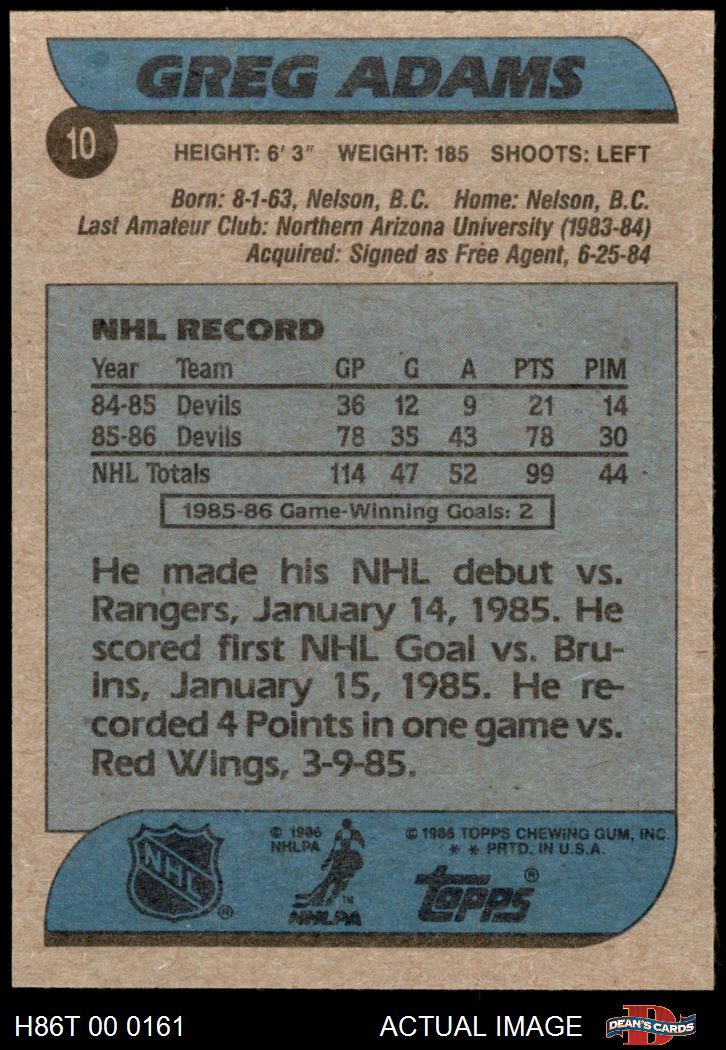 GREG ADAMS
10
HEIGHT: 6' 3" WEIGHT: 185 SHOOTS: LEFT
Born: 8-1-63, Nelson, B.C. Home: Nelson, B.C.
Last Amateur Club: Northern Arizona University (1983-84)
Acquired: Signed as Free Agent, 6-25-84
NHL RECORD
Year Team GP G A PTS PIM
84-85 Devils 36 12 9 21 14
85-86 Devils 78 35 43 78 30
NHL Totals 114 47 52 99 44
1985-86 Game-Winning Goals: 2
He made his NHL debut vs.
Rangers, January 14, 1985. He
scored first NHL Goal vs. Bru-
ins, January 15, 1985. He re-
corded 4 Points in one game vs.
Red Wings, 3-9-85.
© 1986 © 1986 TOPPS CHEWING GUM, INC.
NHLPA * * PRTD. IN U.S.A.
NHL ®
TM
NHLPA
topps ®
H86T 00 0161 ACTUAL IMAGE D DEAN'S CARDS